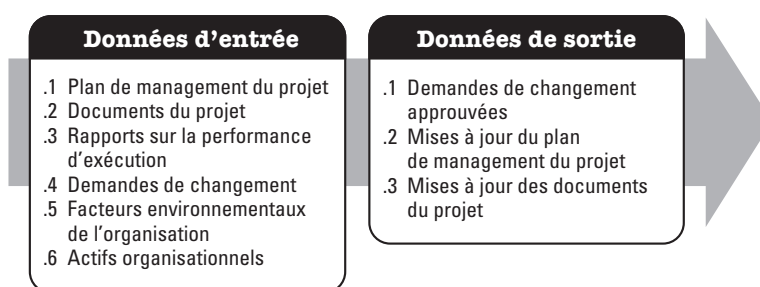 Données d’entrée
.1 Plan de management du projet
.2 Documents du projet
.3 Rapports sur la performance
d’exécution
.4 Demandes de changement
.5 Facteurs environnementaux
de l’organisation
.6 Actifs organisationnels
Données de sortie
.1 Demandes de changement
approuvées
.2 Mises à jour du plan
de management du projet
.3 Mises à jour des documents
du projet